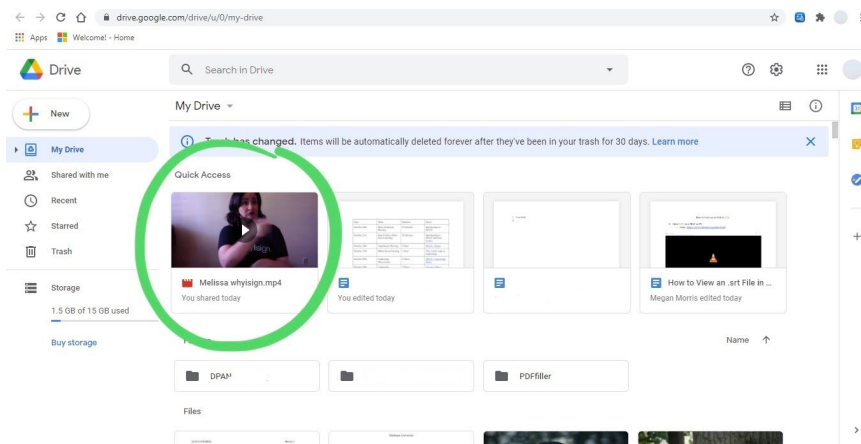 drive.google.com/drive/u/0/my-drive
Apps Welcome! - Home
Drive
Search in Drive
New
My Drive
has changed. Items will be automatically deleted forever after they've been in your trash for 30 days. Learn more
My Drive
Shared with me
Recent
Starred
Trash
Storage
1.5 GB of 15 GB used
Buy storage
Quick Access
Melissa whyisign.mp4
You shared today
You edited today
How to View an .srt File in ...
Megan Morris edited today
Name
PDFfiller
Files